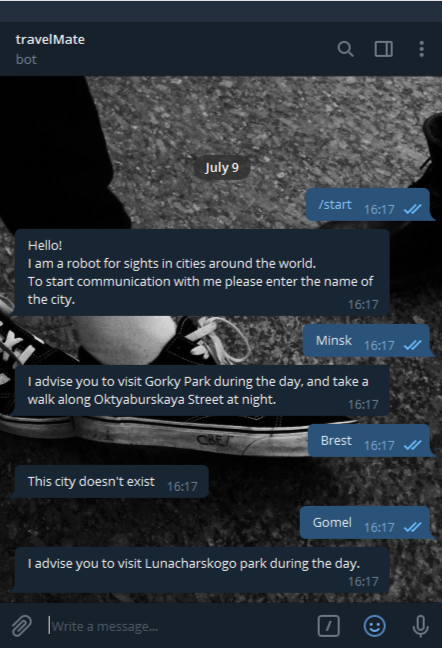 travelMate
bot
July 9
/start 16:17
Hello!
I am a robot for sights in cities around the world.
To start communication with me please enter the name of
the city. 16:17
Minsk 16:17
I advise you to visit Gorky Park during the day, and take a
walk along Oktyaburskaya Street at night. 16:17
Brest 16:17
This city doesn't exist 16:17
Gomel 16:17
I advise you to visit Lunacharskogo park during the day.
16:17
Write a message...